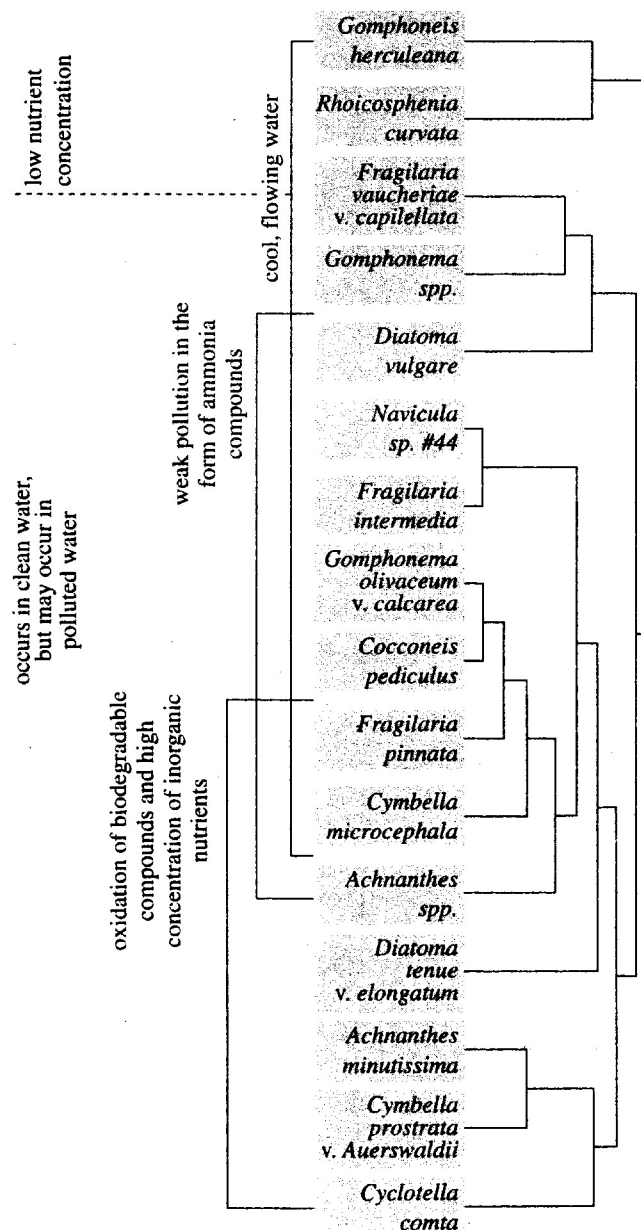 low nutrient
concentration
cool, flowing water
weak pollution in the
form of ammonia
compounds
occurs in clean water,
but may occur in
polluted water
oxidation of biodegradable
compounds and high
concentration of inorganic
nutrients
Gomphoneis
herculeana
Rhoicosphenia
curvata
Fragilaria
vaucheriae
v. capilellata
Gomphonema
spp.
Diatoma
vulgare
Navicula
sp. #44
Fragilaria
intermedia
Gomphonema
olivaceum
v. calcarea
Cocconeis
pediculus
Fragilaria
pinnata
Cymbella
microcephala
Achnanthes
spp.
Diatoma
tenue
v. elongatum
Achnanthes
minutissima
Cymbella
prostrata
v. Auerswaldii
Cyclotella
comta